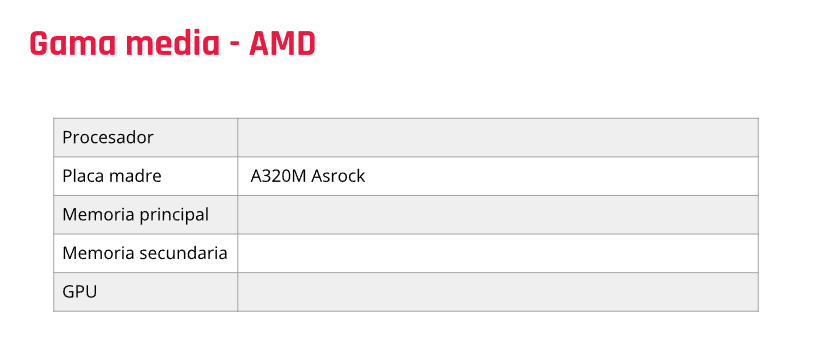 Gama media - AMD
Procesador
Placa madre A320M Asrock
Memoria principal
Memoria secundaria
GPU